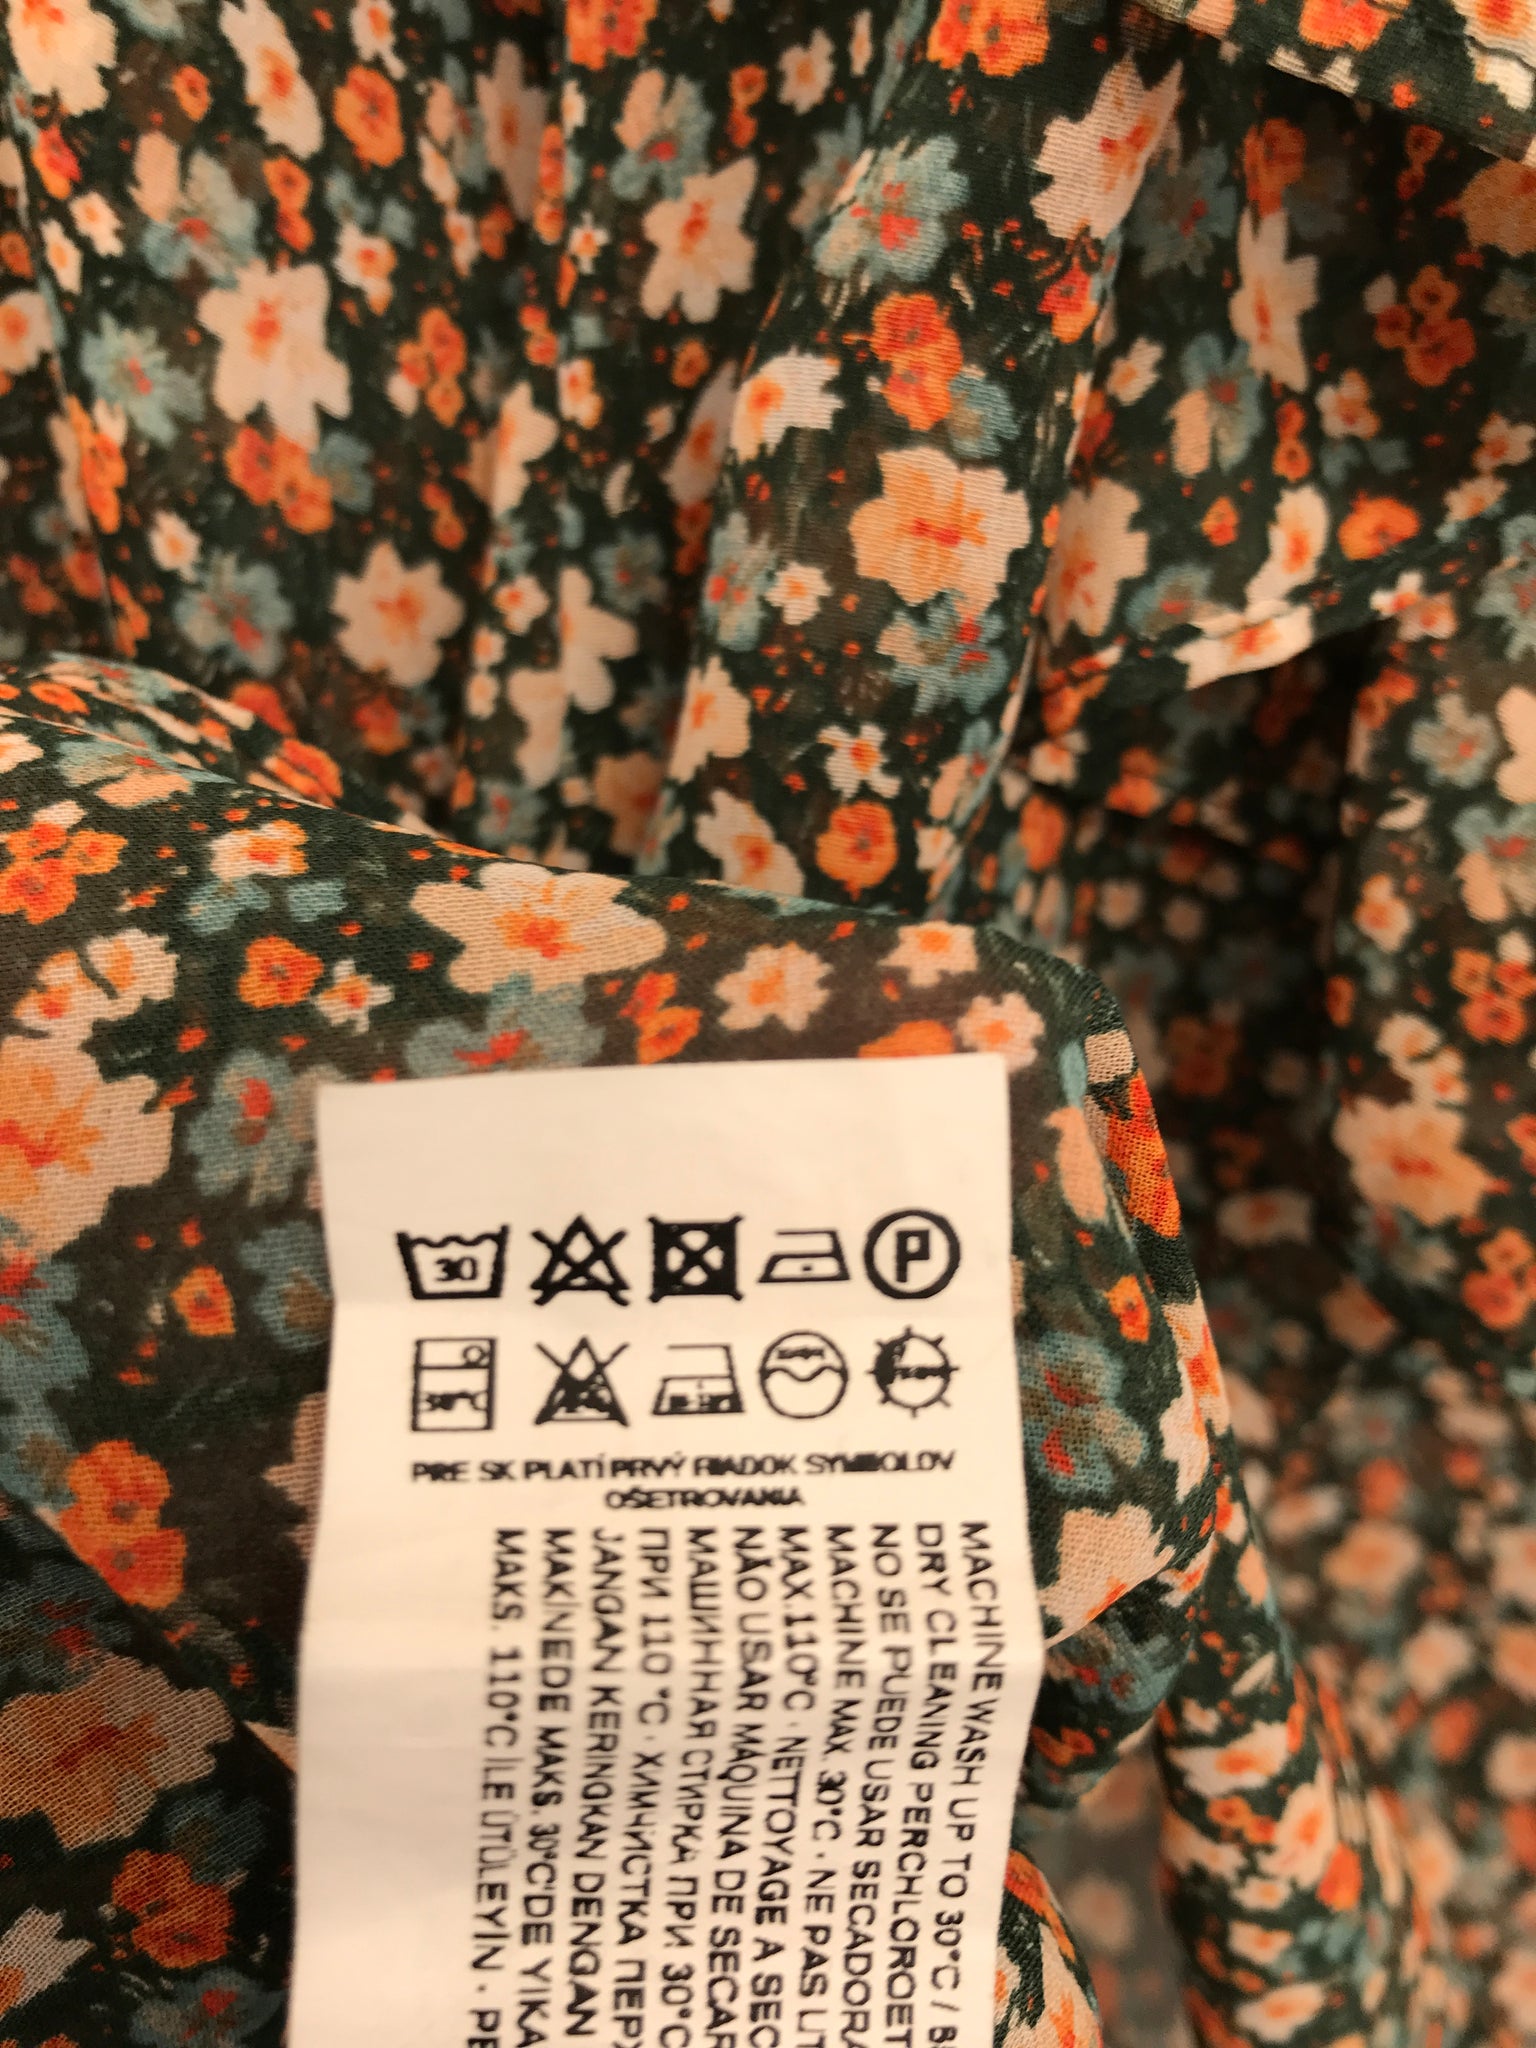 30
P
PRE SK PLATÍ PRVÝ RIADOK SYMBOLOV
OŠETROVANIA
MACHINE WASH UP TO 30°C /
DRY CLEANING PERCHLOROET
NO SE PUEDE USAR SECADORA
MACHINE MAX. 30°C · NE PAS
MAX.110°C · NETTOYAGE A SEC
NÃO USAR MÁQUINA DE SECAR
МАШИННАЯ СТИРКА ПРИ 30°C
ПРИ 110 °C · ХИМЧИСТКА ПЕРХ
JANGAN KERINGKAN DENGAN
MAKİNEDE MAKS. 30°C'DE YIKA
MAKS. 110°C İLE ÜTÜLEYİN ·